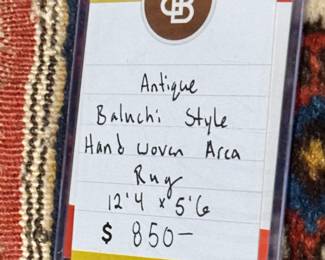 B
Antique
Baluchi Style
Hand woven Area
Rug
12'4 x 5'6
$ 850—